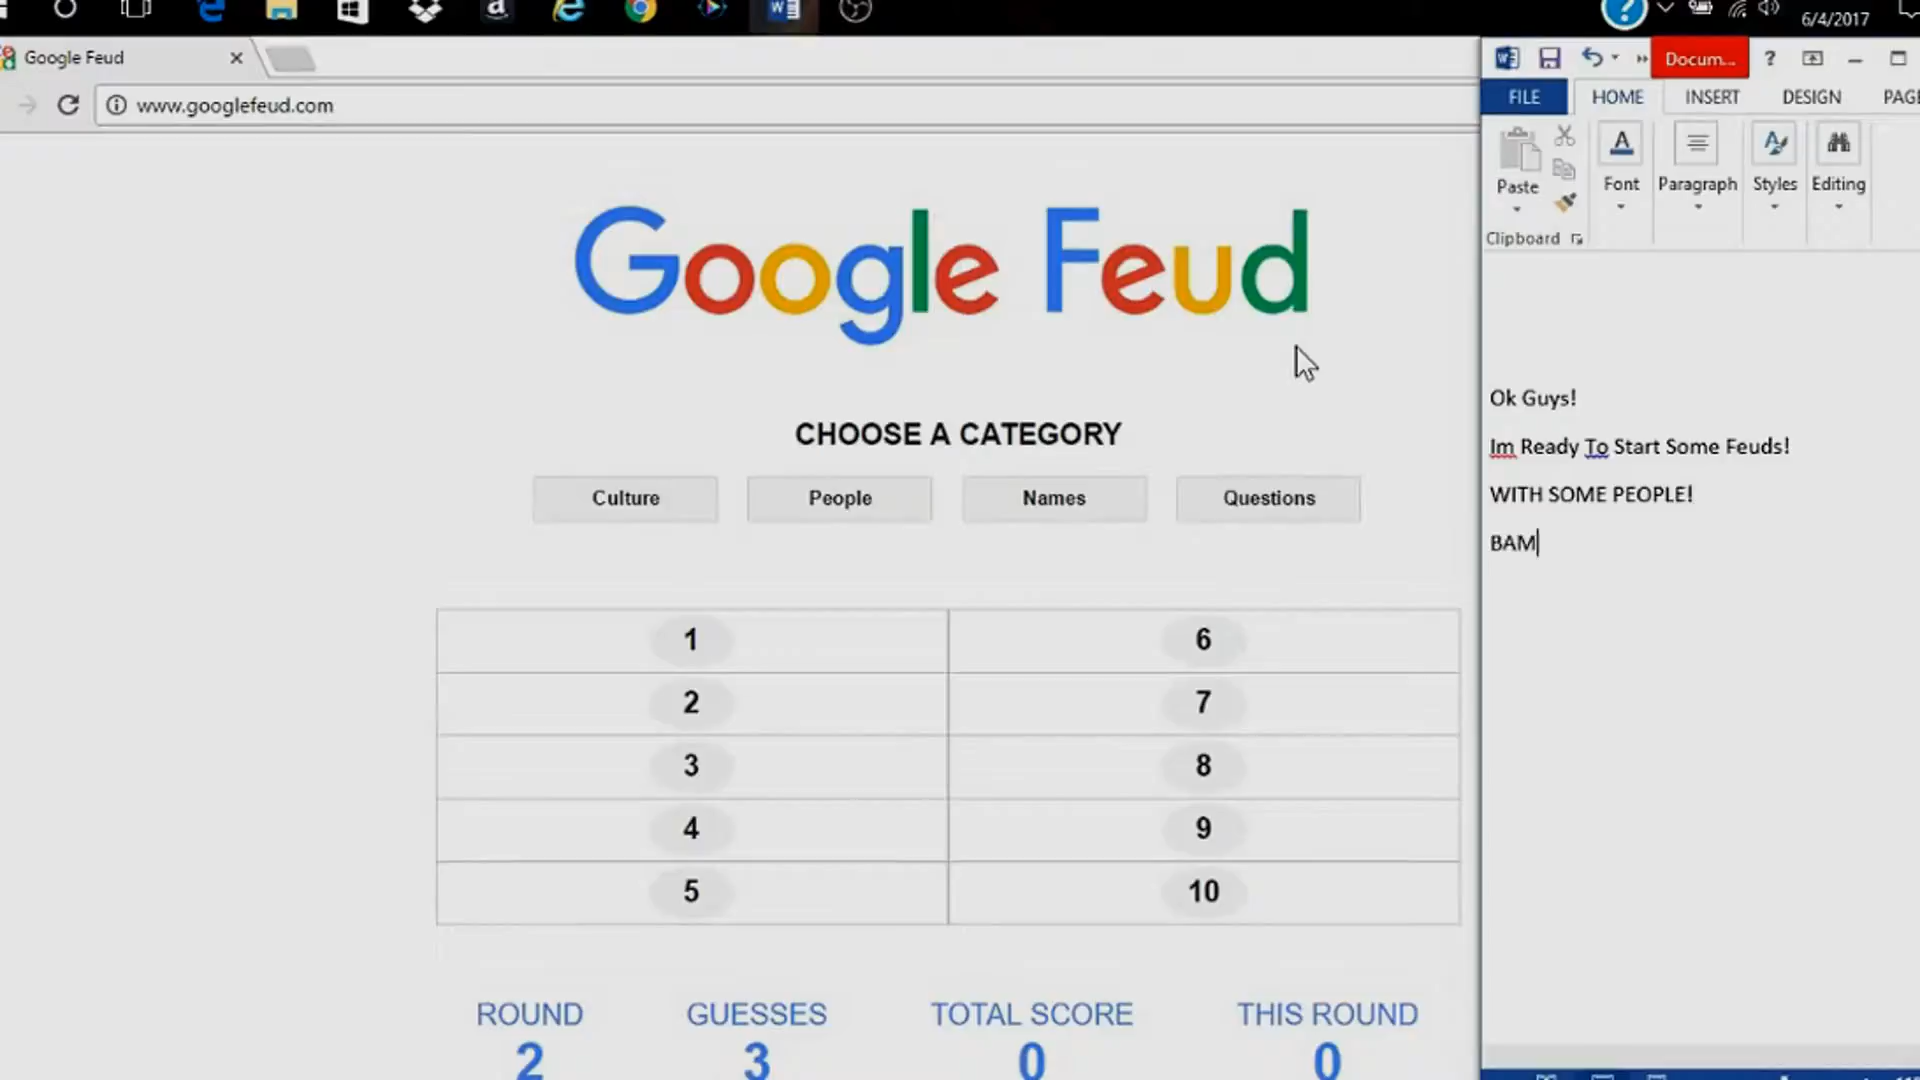 6/4/2017
Google Feud
Docum...
?
www.googlefeud.com
FILE HOME INSERT DESIGN PAGE
Paste
Font Paragraph Styles Editing
Clipboard
Google Feud
CHOOSE A CATEGORY
Culture People Names Questions
1 6
2 7
3 8
4 9
5 10
ROUND GUESSES TOTAL SCORE THIS ROUND
2 3 0 0
Ok Guys!
Im Ready To Start Some Feuds!
WITH SOME PEOPLE!
BAM